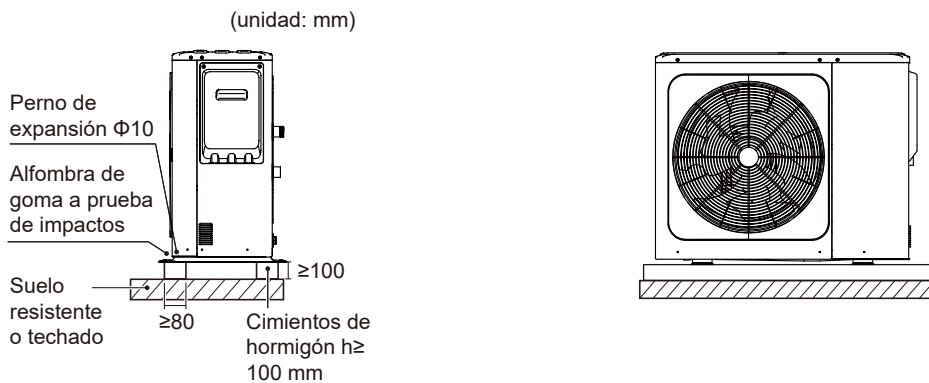 (unidad: mm)
Perno de
expansión Φ10
Alfombra de
goma a prueba
de impactos
Suelo
resistente
o techado
≥100
≥80
Cimientos de
hormigón h≥
100 mm